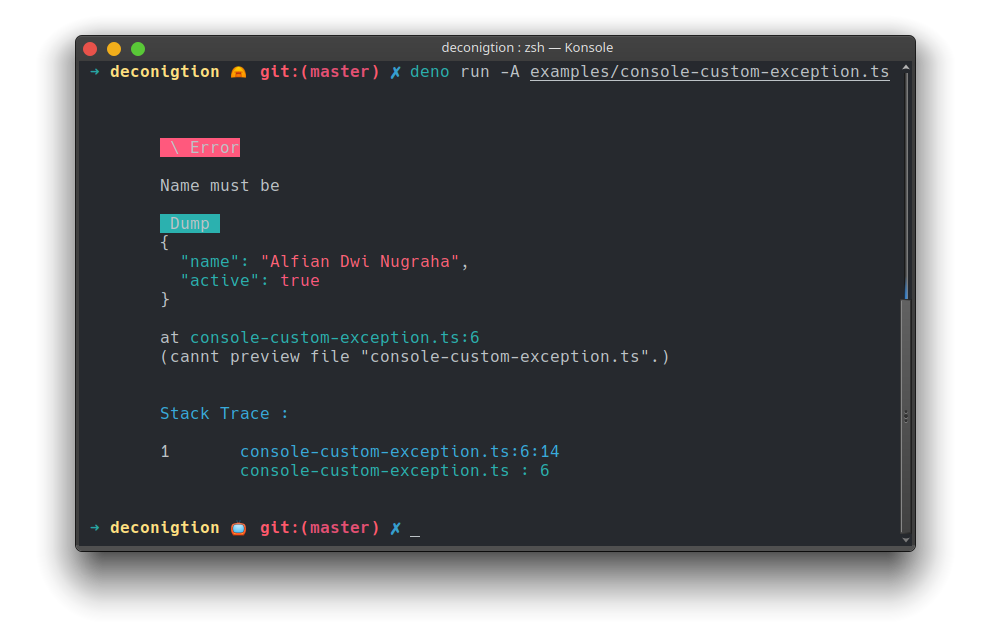 deconigtion : zsh — Konsole
➜ deconigtion 🙈 git:(master) ✗ deno run -A examples/console-custom-exception.ts
\ Error
Name must be
Dump
{
"name": "Alfian Dwi Nugraha",
"active": true
}
at console-custom-exception.ts:6
(cannt preview file "console-custom-exception.ts".)
Stack Trace :
1 console-custom-exception.ts:6:14
console-custom-exception.ts : 6
➜ deconigtion git:(master) ✗ _